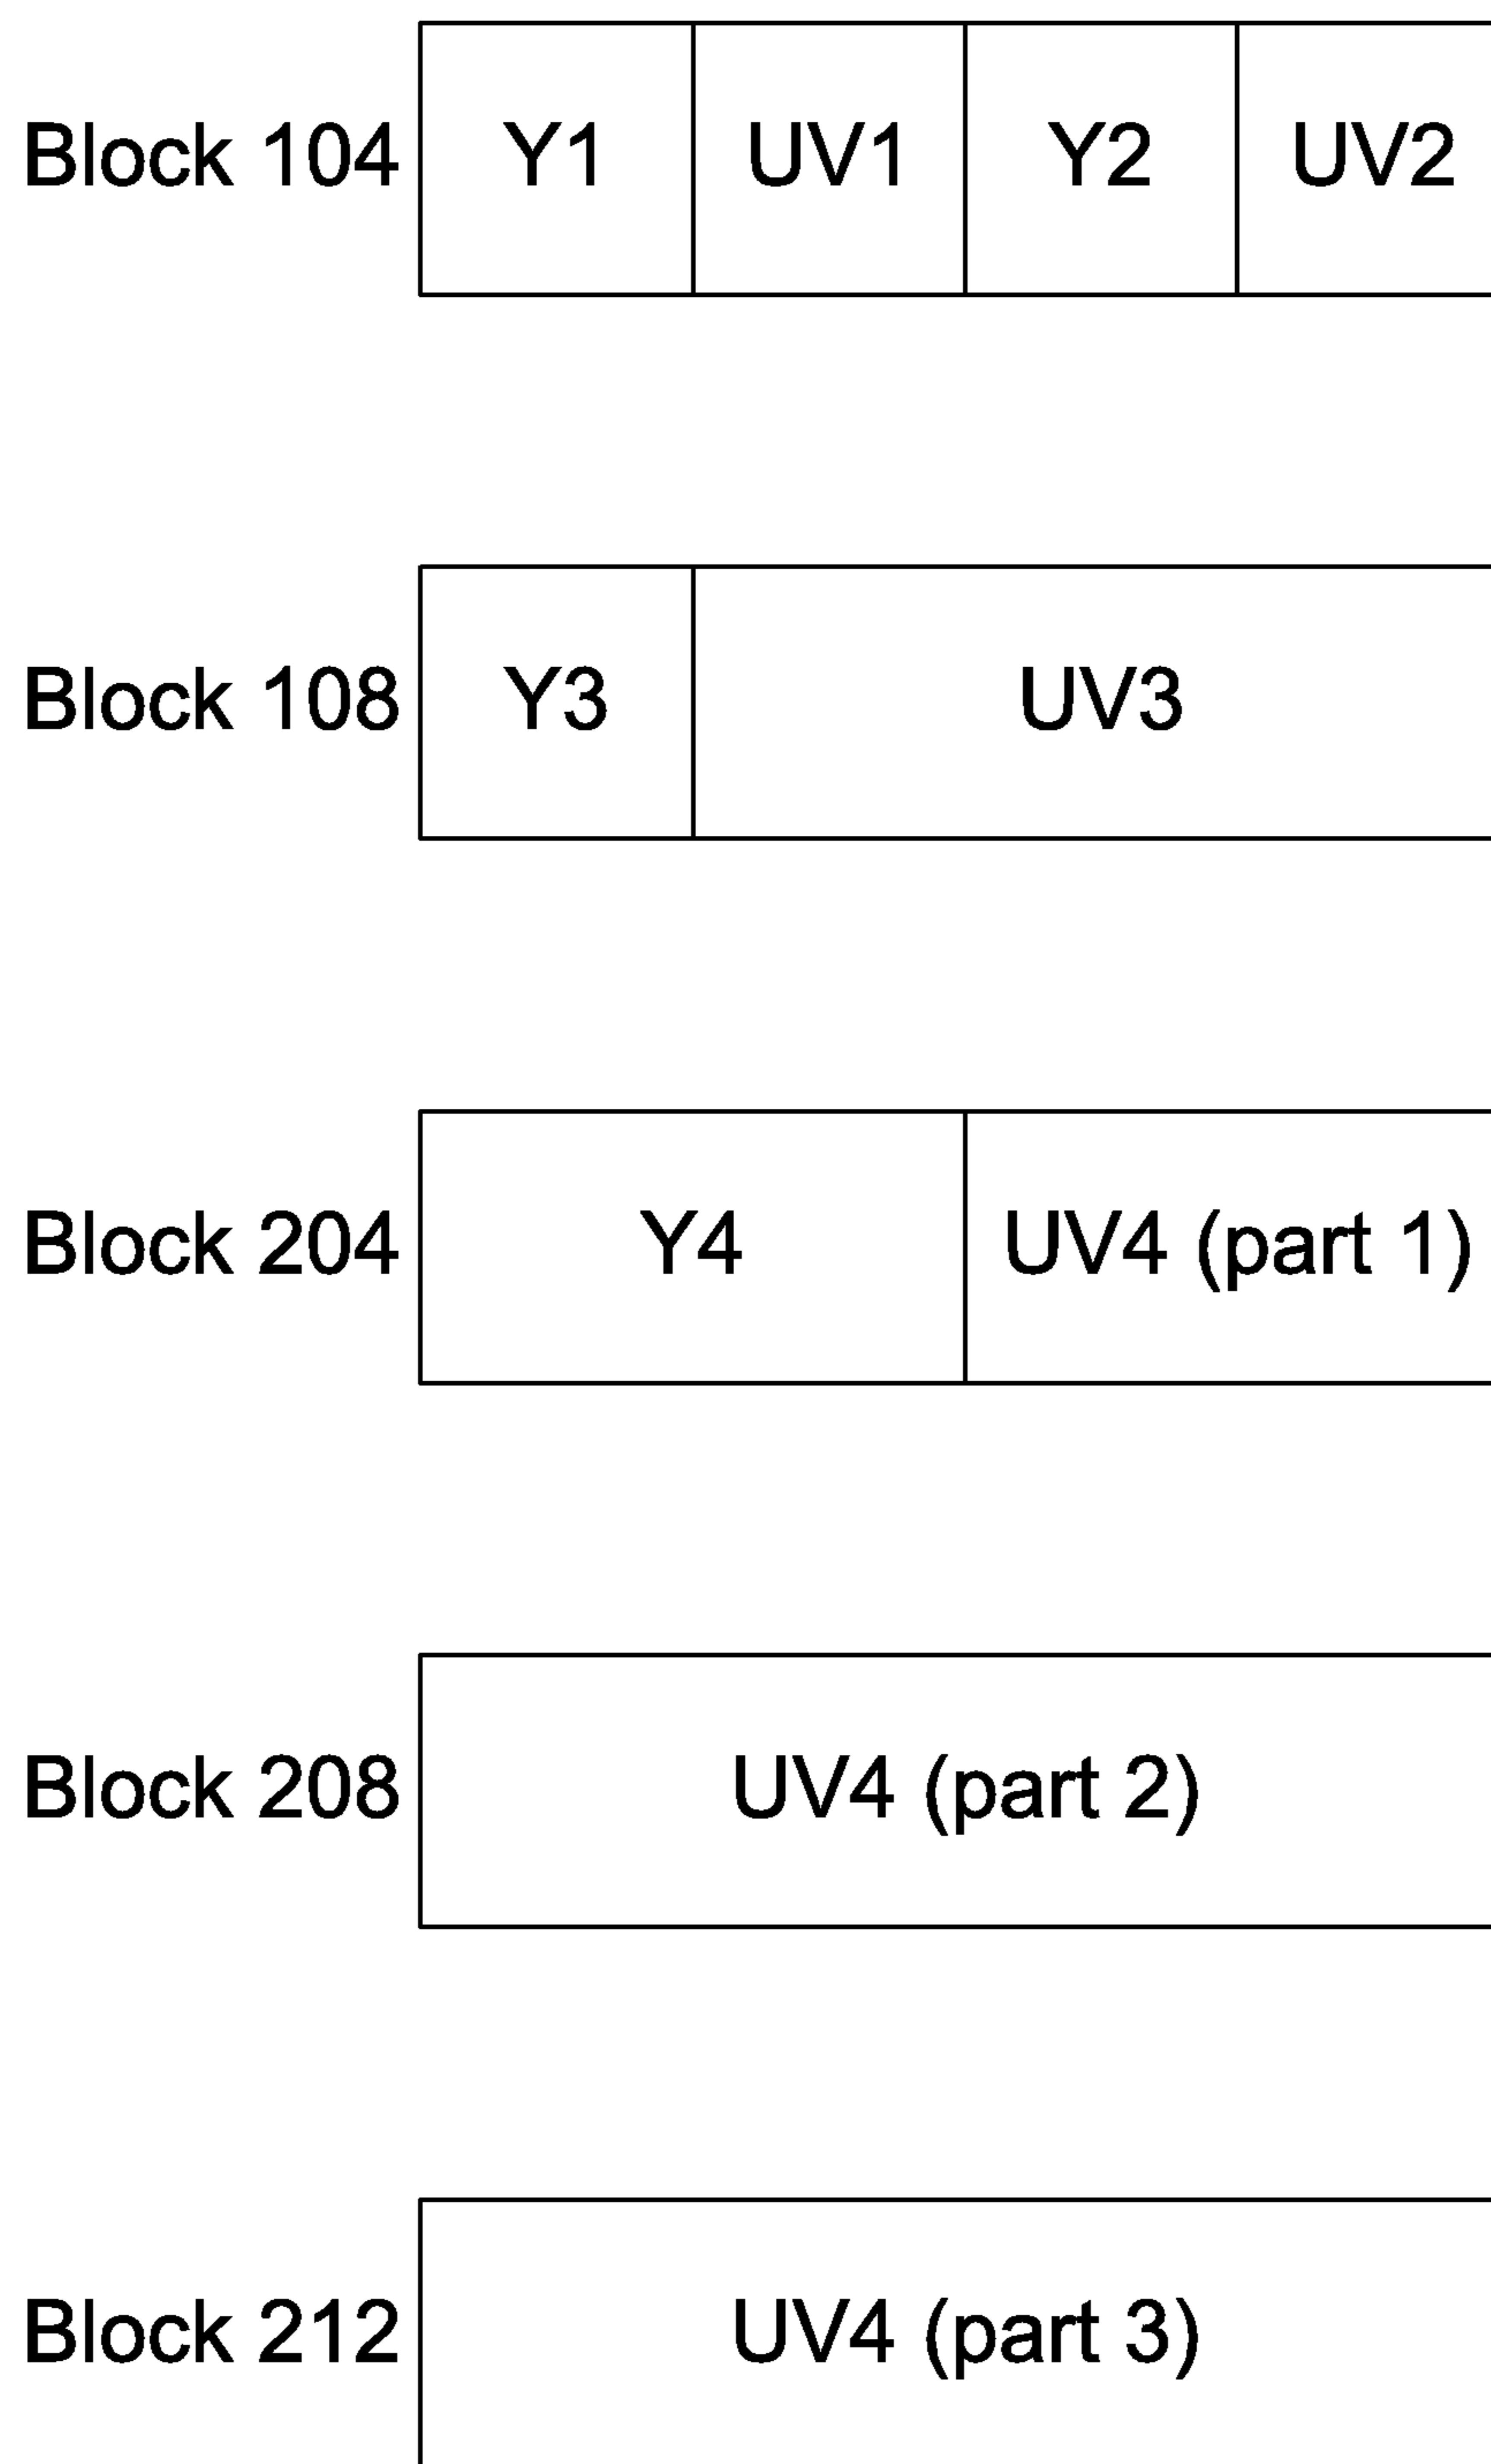 Block 104 Y1 UV1 Y2 UV2
Block 108 Y3 UV3
Block 204 Y4 UV4 (part 1)
Block 208 UV4 (part 2)
Block 212 UV4 (part 3)